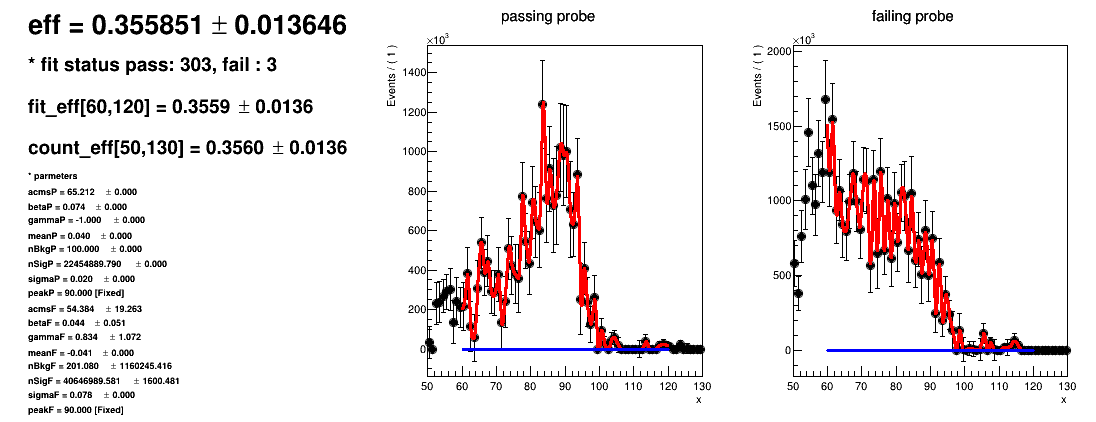 eff = 0.355851 ± 0.013646
* fit status pass: 303, fail : 3
fit_eff[60,120] = 0.3559 ± 0.0136
count_eff[50,130] = 0.3560 ± 0.0136
* parmeters
acmsP = 65.212 ± 0.000
betaP = 0.074 ± 0.000
gammaP = -1.000 ± 0.000
meanP = 0.040 ± 0.000
nBkgP = 100.000 ± 0.000
nSigP = 22454889.790 ± 0.000
sigmaP = 0.020 ± 0.000
peakP = 90.000 [Fixed]
acmsF = 54.384 ± 19.263
betaF = 0.044 ± 0.051
gammaF = 0.834 ± 1.072
meanF = -0.041 ± 0.000
nBkgF = 201.080 ± 1160245.416
nSigF = 40646989.581 ± 1600.481
sigmaF = 0.078 ± 0.000
peakF = 90.000 [Fixed]
passing probe
×10³
Events / ( 1 )
1400
1200
1000
800
600
400
200
0
50 60 70 80 90 100 110 120 130
x
failing probe
×10³
Events / ( 1 )
2000
1500
1000
500
0
50 60 70 80 90 100 110 120 130
x